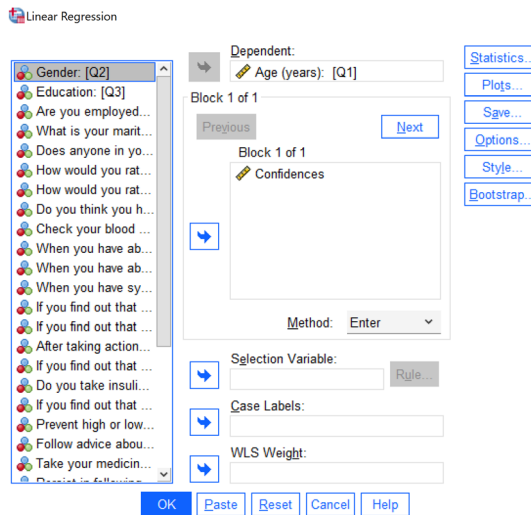 Linear Regression
Gender: [Q2]
Education: [Q3]
Are you employed...
What is your marit...
Does anyone in yo...
How would you rat...
How would you rat...
Do you think you h...
Check your blood ...
When you have ab...
When you have ab...
When you have sy...
If you find out that ...
If you find out that ...
After taking action...
If you find out that ...
Do you take insuli...
If you find out that ...
Prevent high or low...
Follow advice abou...
Take your medicin...
Persist in following
Dependent:
Age (years): [Q1]
Block 1 of 1
Previous
Next
Block 1 of 1
Confidences
Method: Enter
Selection Variable:
Rule...
Case Labels:
WLS Weight:
Statistics...
Plots...
Save...
Options...
Style...
Bootstrap...
OK Paste Reset Cancel Help